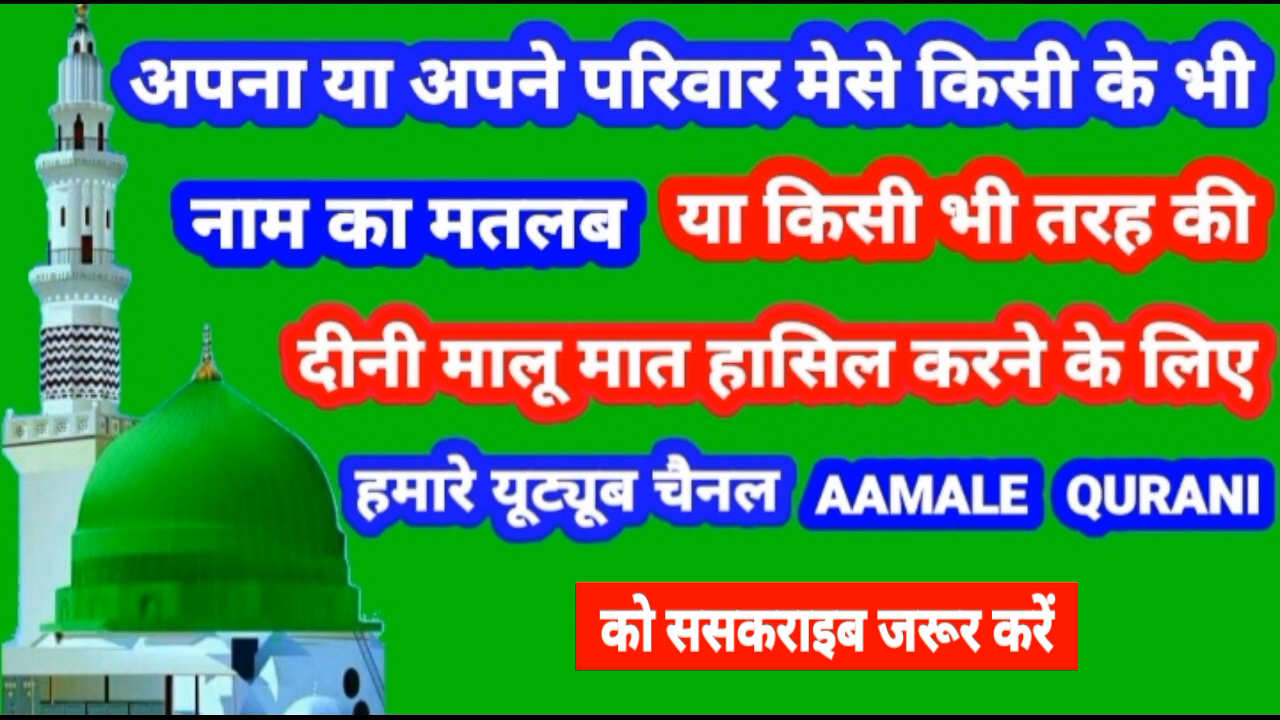 अपना या अपने परिवार मेसे किसी के भी
नाम का मतलब या किसी भी तरह की
दीनी मालू मात हासिल करने के लिए
हमारे यूट्यूब चैनल AAMALE QURANI
को ससकराइब जरूर करें